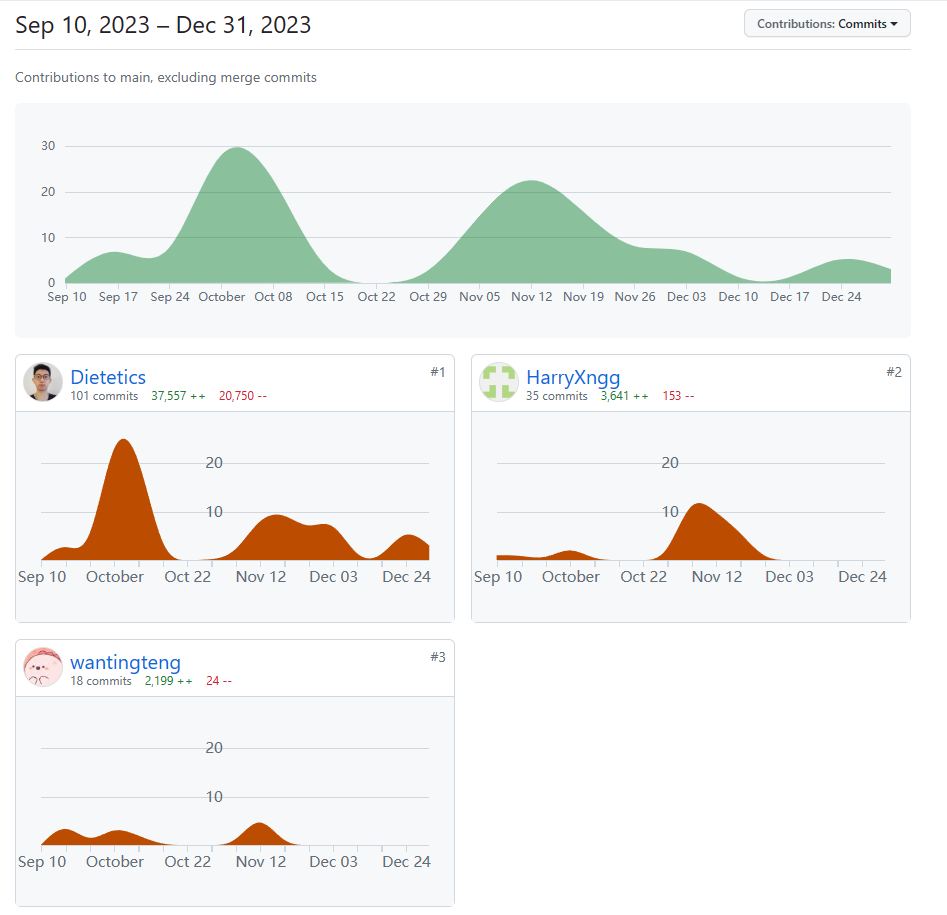 Sep 10, 2023 – Dec 31, 2023
Contributions: Commits
Contributions to main, excluding merge commits
30
20
10
0
Sep 10 Sep 17 Sep 24 October Oct 08 Oct 15 Oct 22 Oct 29 Nov 05 Nov 12 Nov 19 Nov 26 Dec 03 Dec 10 Dec 17 Dec 24
Dietetics #1
101 commits 37,557 ++ 20,750 --
20
10
Sep 10 October Oct 22 Nov 12 Dec 03 Dec 24
HarryXngg #2
35 commits 3,641 ++ 153 --
20
10
Sep 10 October Oct 22 Nov 12 Dec 03 Dec 24
wantingteng #3
18 commits 2,199 ++ 24 --
20
10
Sep 10 October Oct 22 Nov 12 Dec 03 Dec 24